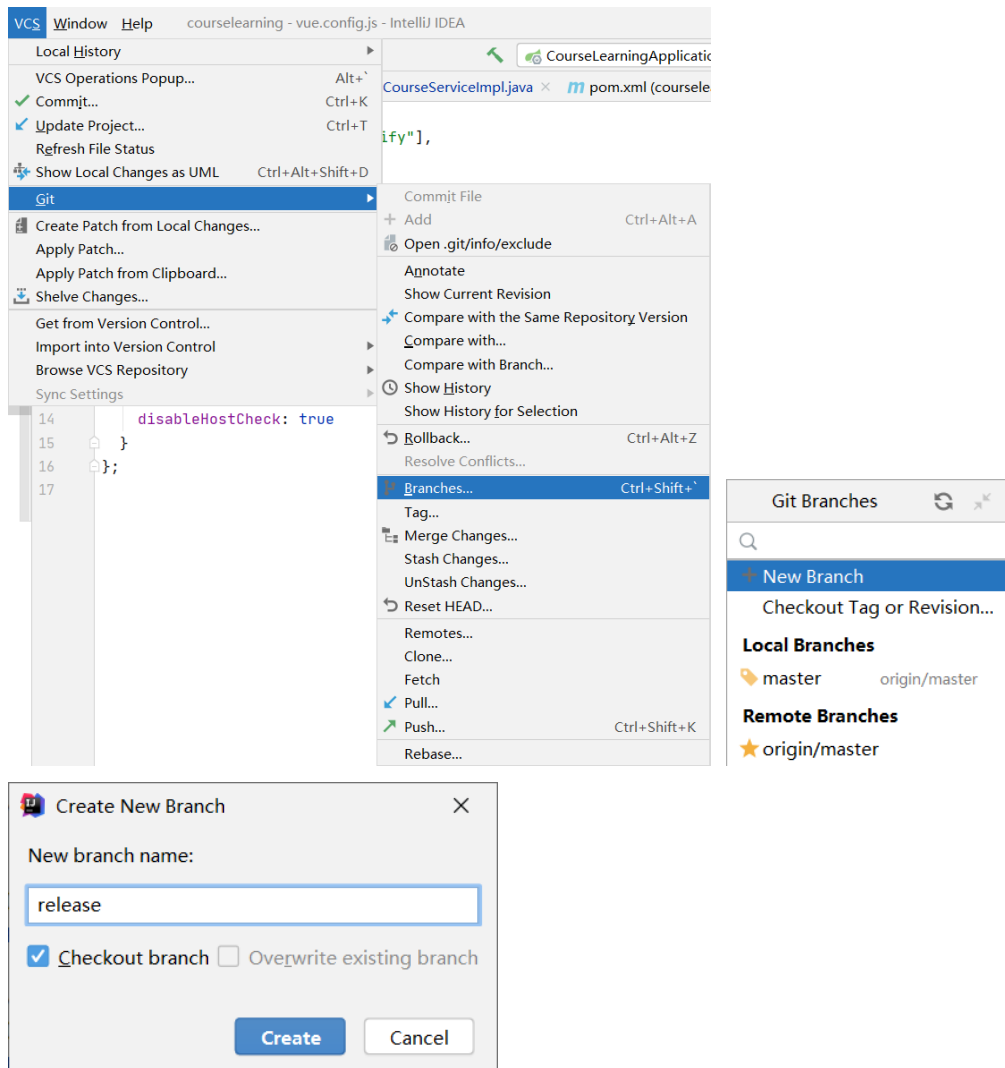 VCS Window Help courselearning - vue.config.js - IntelliJ IDEA
Local History
CourseLearningApplicatic
VCS Operations Popup... Alt+`
CourseServiceImpl.java × m pom.xml (coursele
Commit... Ctrl+K
Update Project... Ctrl+T
ify"],
Refresh File Status
Show Local Changes as UML Ctrl+Alt+Shift+D
Git
Create Patch from Local Changes...
Apply Patch...
Apply Patch from Clipboard...
Shelve Changes...
Get from Version Control...
Import into Version Control
Browse VCS Repository
Sync Settings
Commit File
Add Ctrl+Alt+A
Open .git/info/exclude
Annotate
Show Current Revision
Compare with the Same Repository Version
Compare with...
Compare with Branch...
Show History
Show History for Selection
Rollback... Ctrl+Alt+Z
Resolve Conflicts...
Branches... Ctrl+Shift+`
Tag...
Merge Changes...
Stash Changes...
UnStash Changes...
Reset HEAD...
Remotes...
Clone...
Fetch
Pull...
Push... Ctrl+Shift+K
Rebase...
14 disableHostCheck: true
15 }
16 };
17
Git Branches
New Branch
Checkout Tag or Revision...
Local Branches
master origin/master
Remote Branches
origin/master
Create New Branch
New branch name:
release
Checkout branch Overwrite existing branch
Create Cancel